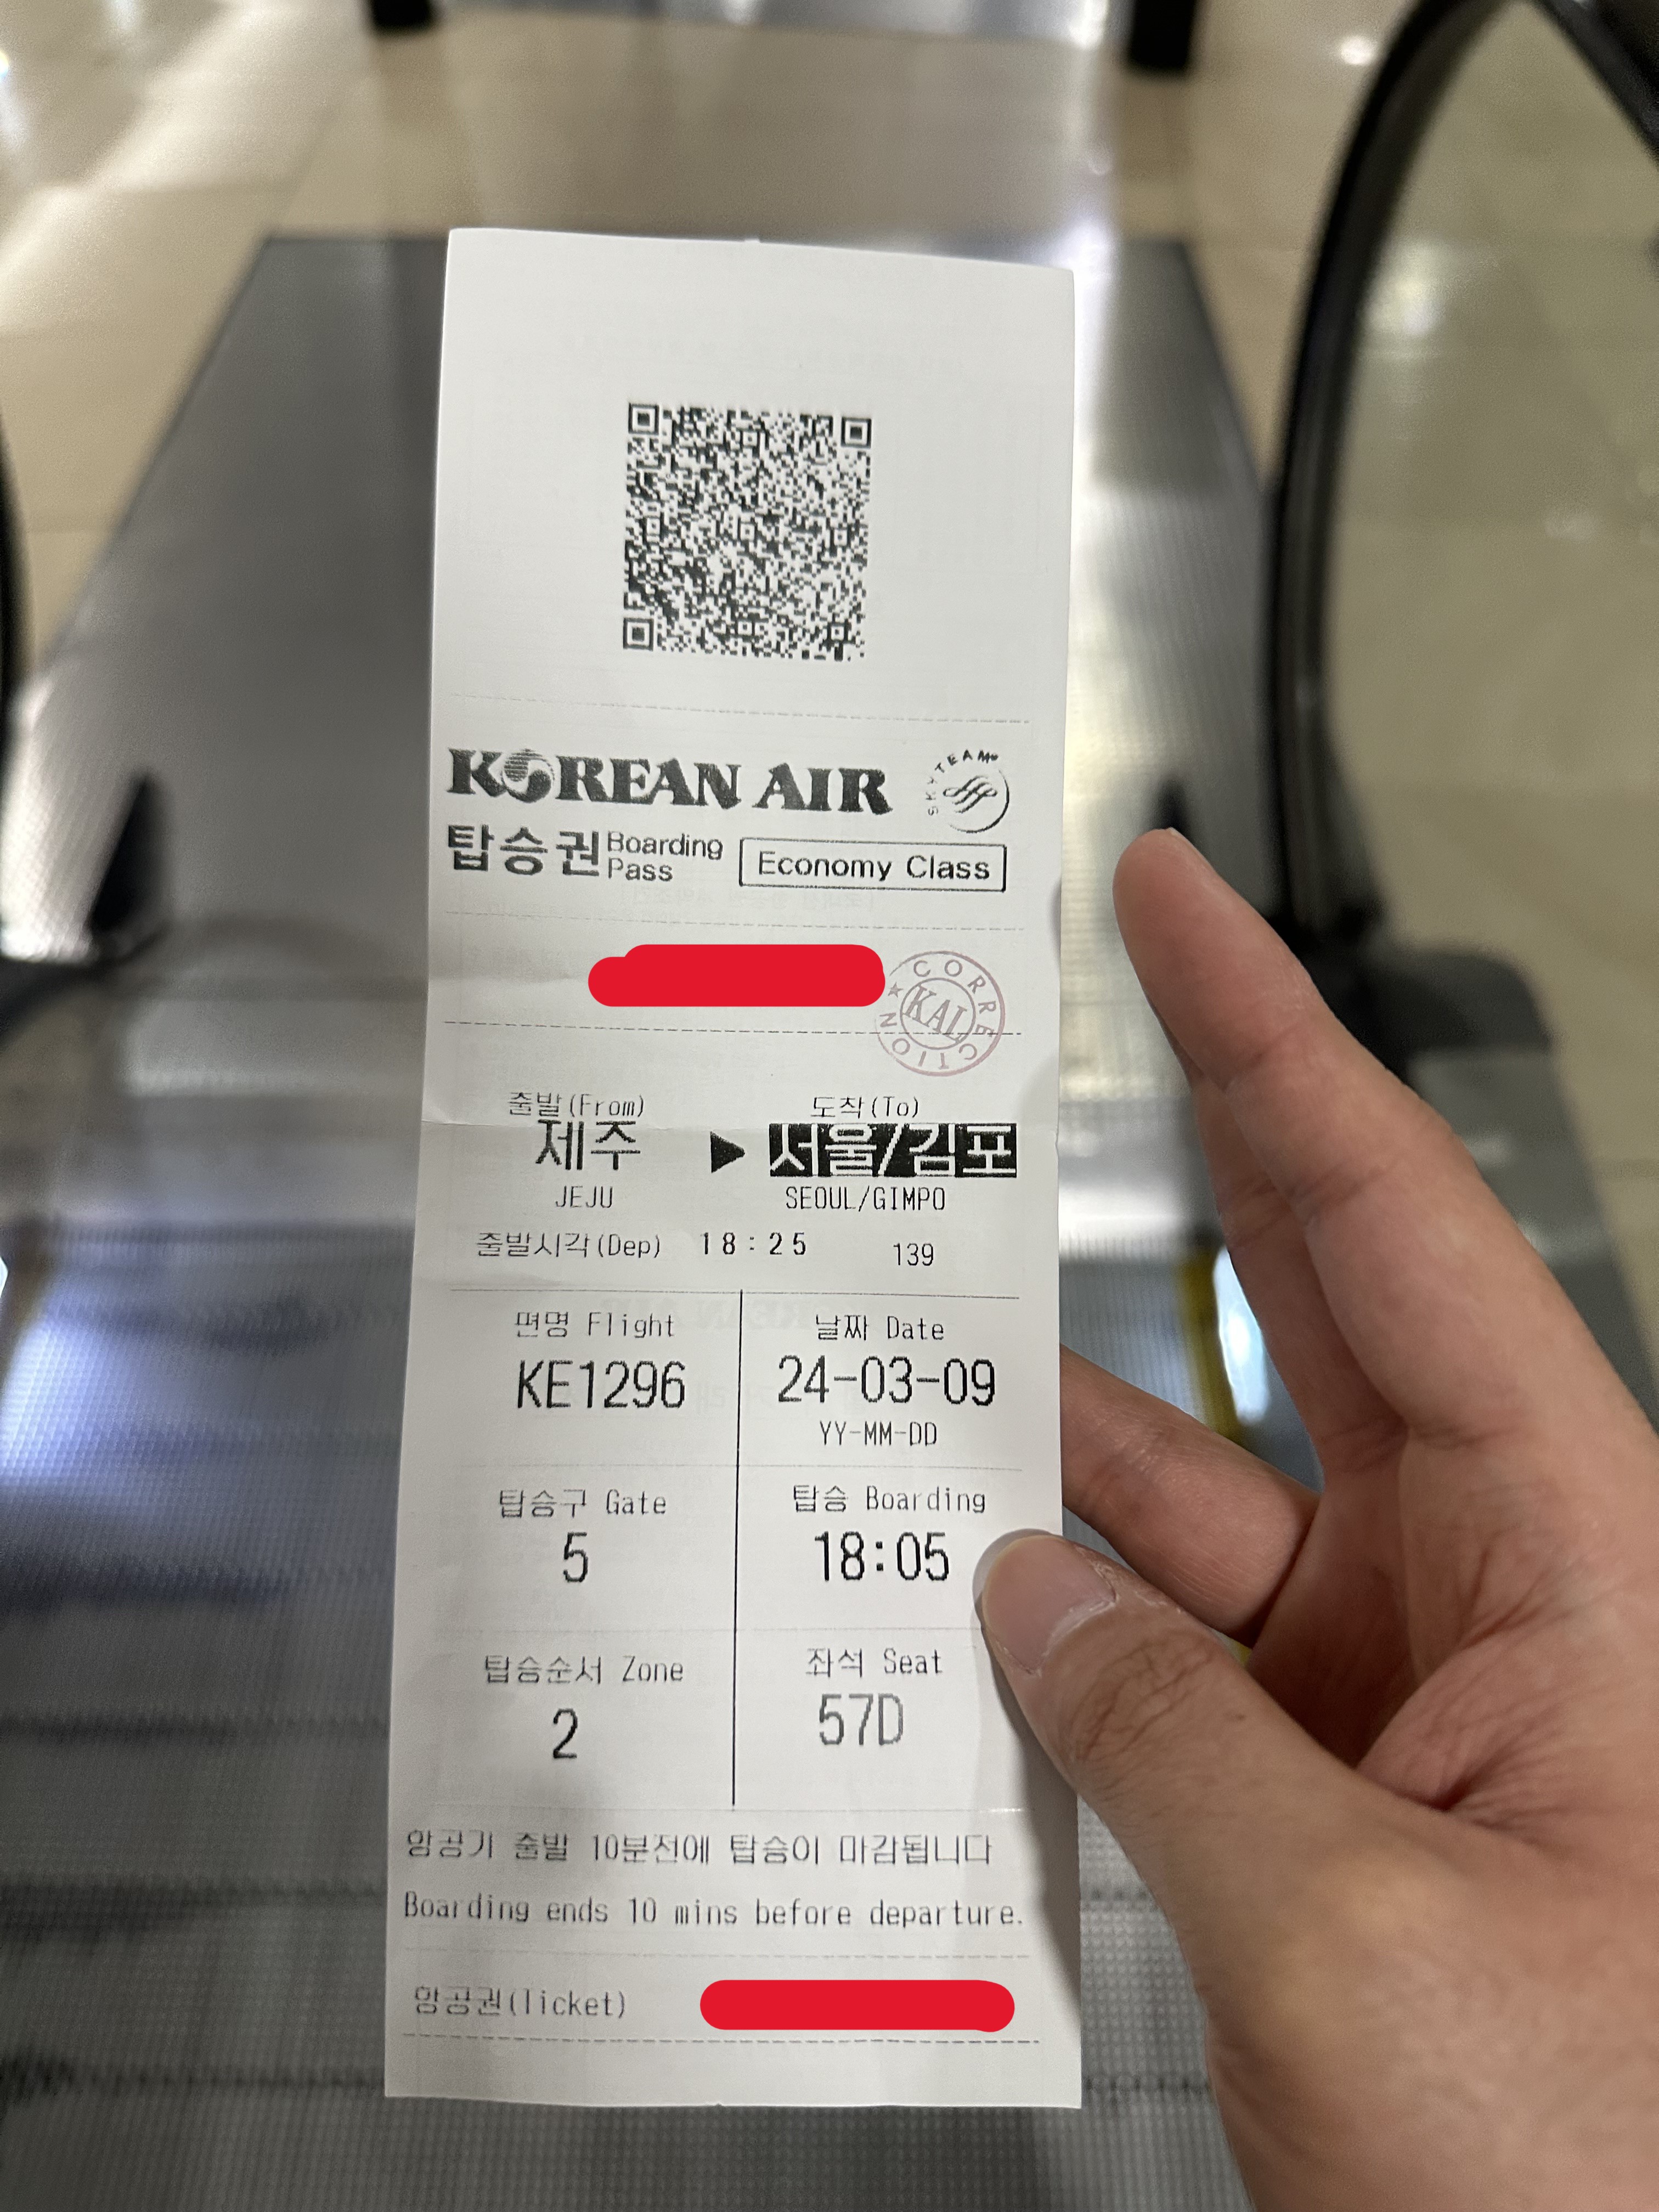 KOREAN AIR
SKYTEAM
탑승권 Boarding Pass Economy Class
CORRECTION KAL
출발(From) 도착(To)
제주 ▶ 서울/김포
JEJU SEOUL/GIMPO
출발시각(Dep) 18:25 139
편명 Flight 날짜 Date
KE1296 24-03-09
YY-MM-DD
탑승구 Gate 탑승 Boarding
5 18:05
탑승순서 Zone 좌석 Seat
2 57D
항공기 출발 10분전에 탑승이 마감됩니다
Boarding ends 10 mins before departure.
항공권(Ticket)